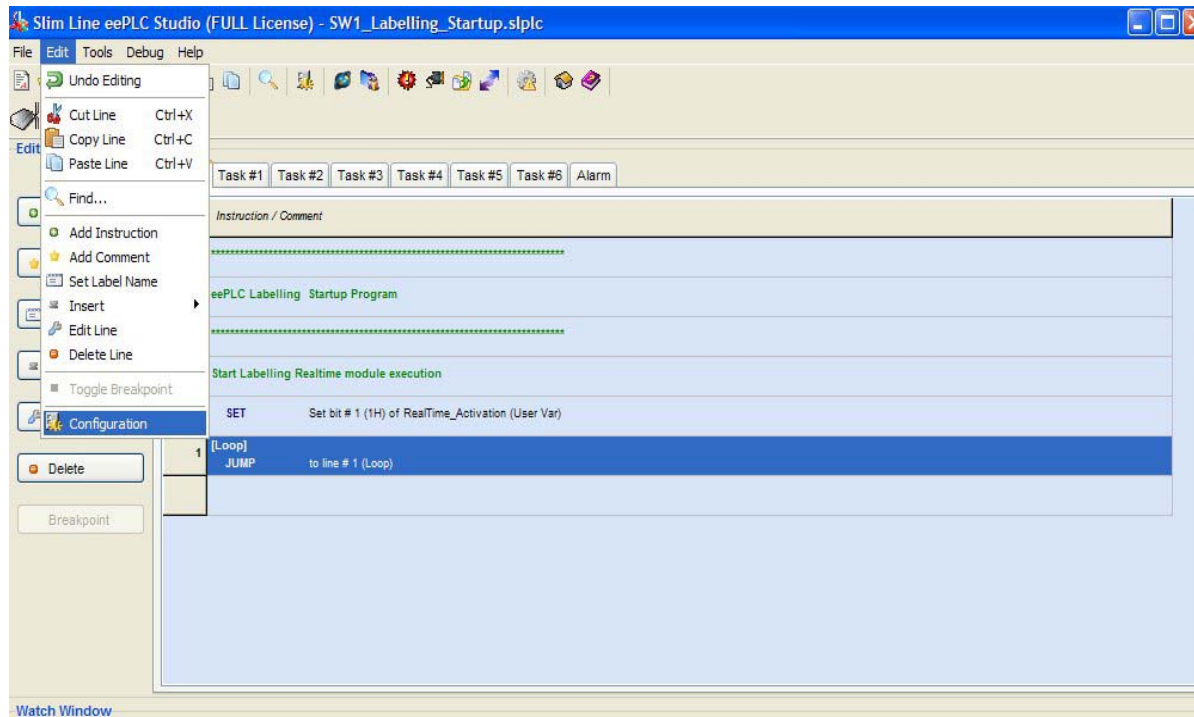 Slim Line eePLC Studio (FULL License) - SW1_Labelling_Startup.slplc
File Edit Tools Debug Help
Undo Editing
Cut Line Ctrl+X
Copy Line Ctrl+C
Paste Line Ctrl+V
Find...
Add Instruction
Add Comment
Set Label Name
Insert
Edit Line
Delete Line
Toggle Breakpoint
Configuration
Edit
Delete
Breakpoint
Task #1 Task #2 Task #3 Task #4 Task #5 Task #6 Alarm
Instruction / Comment
eePLC Labelling Startup Program
Start Labelling Realtime module execution
SET Set bit # 1 (1H) of RealTime_Activation (User Var)
1 [Loop]
JUMP to line # 1 (Loop)
Watch Window